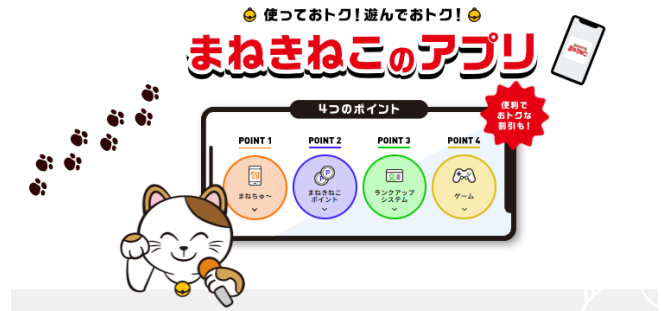 使っておトク！遊んでおトク！
まねきねこのアプリ
便利で
おトクな
割引も！
4つのポイント
POINT 1
まねちゅ〜
POINT 2
まねきねこ
ポイント
POINT 3
ランクアップ
システム
POINT 4
ゲーム